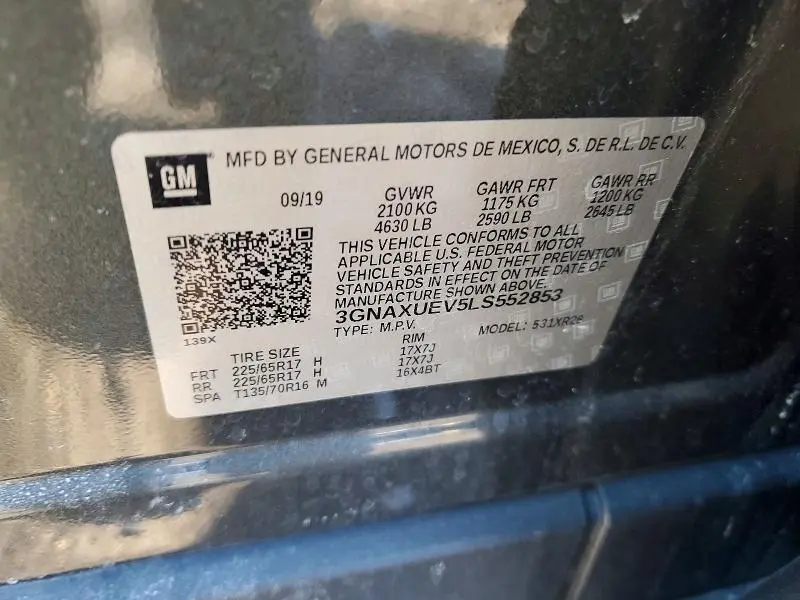 GM
MFD BY GENERAL MOTORS DE MEXICO, S. DE R.L. DE C.V.
09/19 GVWR GAWR FRT GAWR RR
2100 KG 1175 KG 1200 KG
4630 LB 2590 LB 2645 LB
THIS VEHICLE CONFORMS TO ALL
APPLICABLE U.S. FEDERAL MOTOR
VEHICLE SAFETY AND THEFT PREVENTION
STANDARDS IN EFFECT ON THE DATE OF
MANUFACTURE SHOWN ABOVE.
3GNAXUEV5LS552853
TYPE: M.P.V. MODEL: 531XR26
139X
TIRE SIZE RIM
FRT 225/65R17 H 17X7J
RR 225/65R17 H 17X7J
SPA T135/70R16 M 16X4BT